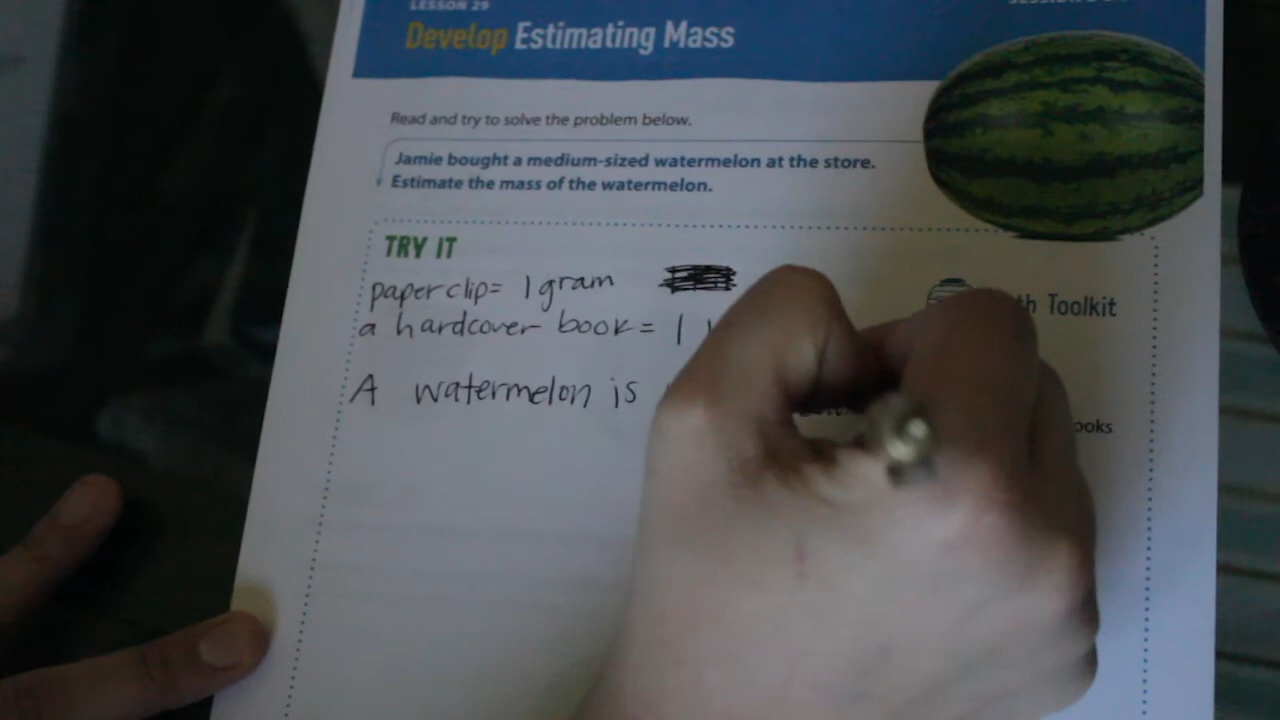 LESSON 29
Develop Estimating Mass
Read and try to solve the problem below.
Jamie bought a medium-sized watermelon at the store.
Estimate the mass of the watermelon.
TRY IT
paperclip = 1 gram
a hardcover book = 1
Toolkit
A watermelon is